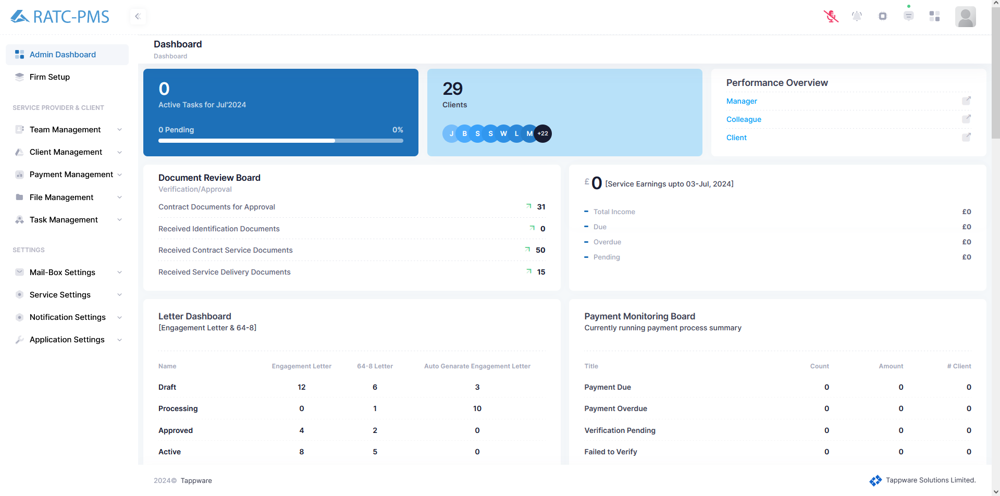 RATC-PMS
Admin Dashboard
Firm Setup
SERVICE PROVIDER & CLIENT
Team Management
Client Management
Payment Management
File Management
Task Management
SETTINGS
Mail-Box Settings
Service Settings
Notification Settings
Application Settings
Dashboard
Dashboard
0
Active Tasks for Jul'2024
0 Pending 0%
29
Clients
J B S S W L M +22
Performance Overview
Manager
Colleague
Client
Document Review Board
Verification/Approval
Contract Documents for Approval 31
Received Identification Documents 0
Received Contract Service Documents 50
Received Service Delivery Documents 15
£ 0 [Service Earnings upto 03-Jul, 2024]
Total Income £0
Due £0
Overdue £0
Pending £0
Letter Dashboard
[Engagement Letter & 64-8]
Name Engagement Letter 64-8 Letter Auto Genarate Engagement Letter
Draft 12 6 3
Processing 0 1 10
Approved 4 2 0
Active 8 5 0
Payment Monitoring Board
Currently running payment process summary
Title Count Amount # Client
Payment Due 0 0 0
Payment Overdue 0 0 0
Verification Pending 0 0 0
Failed to Verify 0 0 0
2024© Tappware
Tappware Solutions Limited.